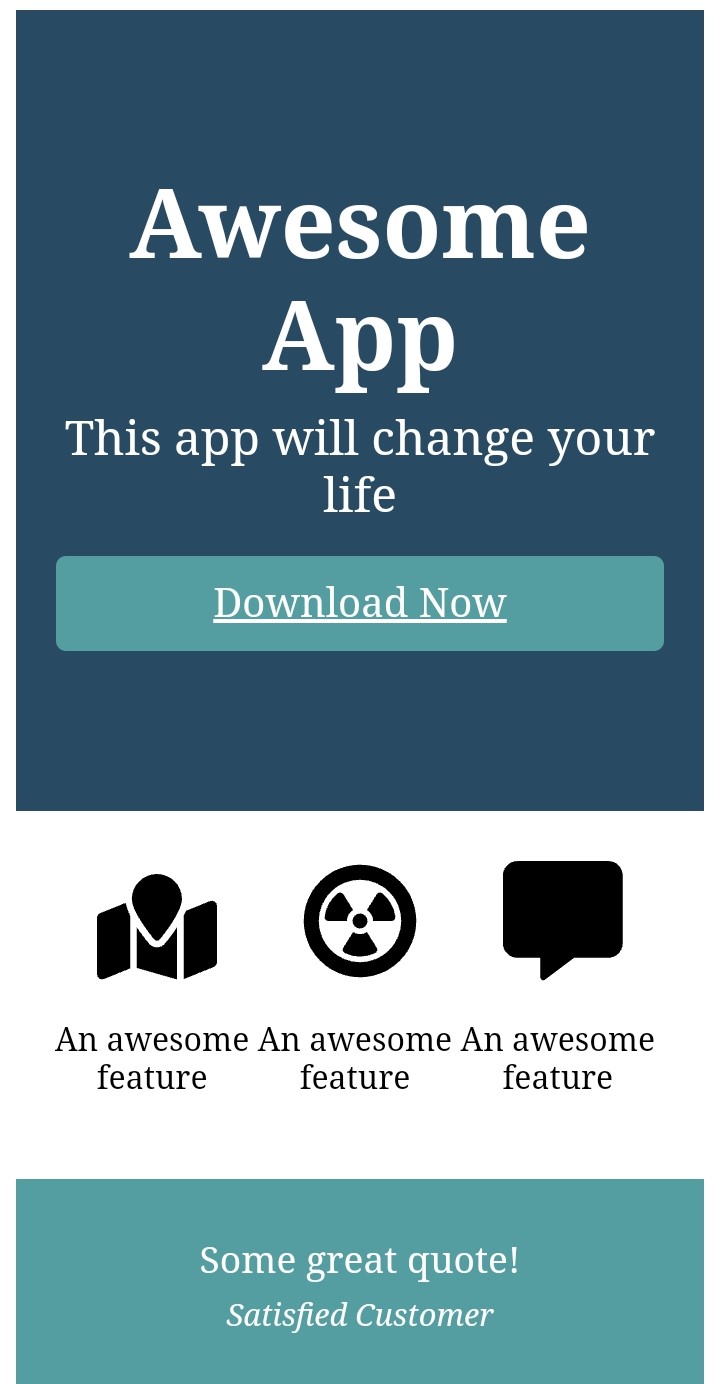 Awesome
App
This app will change your
life
Download Now
An awesome
feature
An awesome
feature
An awesome
feature
Some great quote!
Satisfied Customer